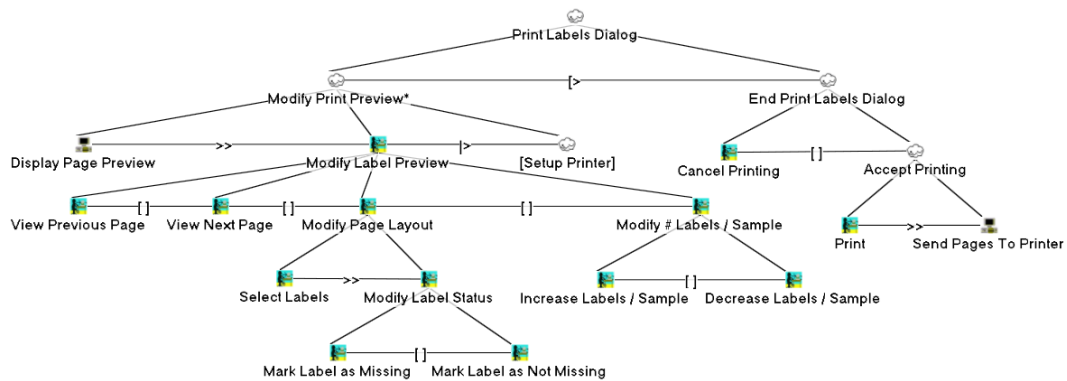 Print Labels Dialog
[>
Modify Print Preview*
End Print Labels Dialog
>>
|>
[ ]
Display Page Preview
Modify Label Preview
[Setup Printer]
Cancel Printing
Accept Printing
[ ]
[ ]
[ ]
View Previous Page
View Next Page
Modify Page Layout
Modify # Labels / Sample
>>
Print
Send Pages To Printer
>>
[ ]
Select Labels
Modify Label Status
Increase Labels / Sample
Decrease Labels / Sample
[ ]
Mark Label as Missing
Mark Label as Not Missing